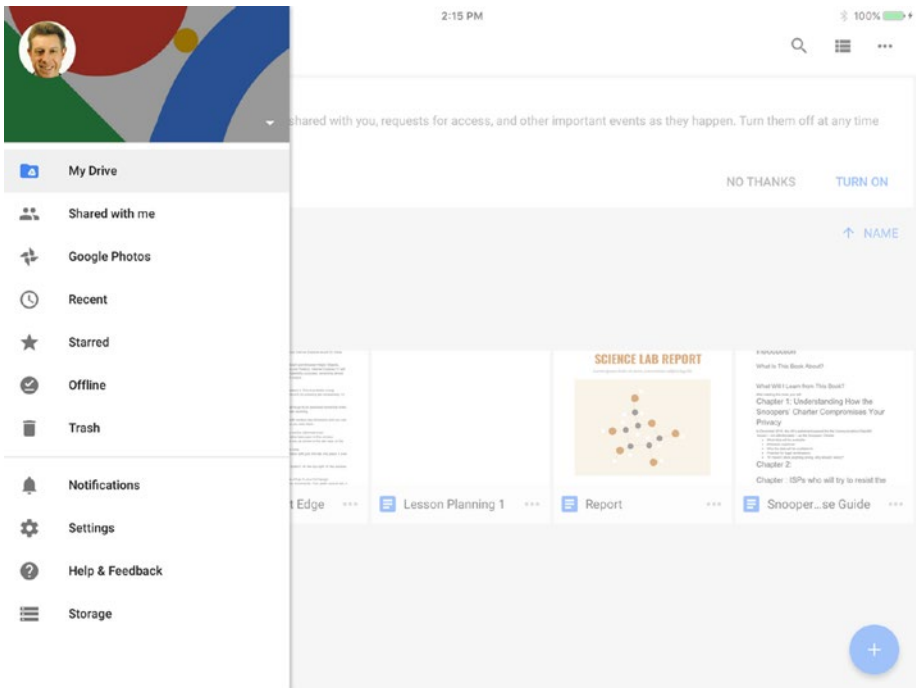 2:15 PM
100%
shared with you, requests for access, and other important events as they happen. Turn them off at any time
NO THANKS
TURN ON
NAME
My Drive
Shared with me
Google Photos
Recent
Starred
Offline
Trash
Notifications
Settings
Help & Feedback
Storage
SCIENCE LAB REPORT
What Is This Book About?
What Will I Learn from This Book?
Chapter 1: Understanding How the
Snoopers' Charter Compromises Your
Privacy
Chapter 2:
Chapter : ISPs who will try to resist the
t Edge
Lesson Planning 1
Report
Snooper...se Guide